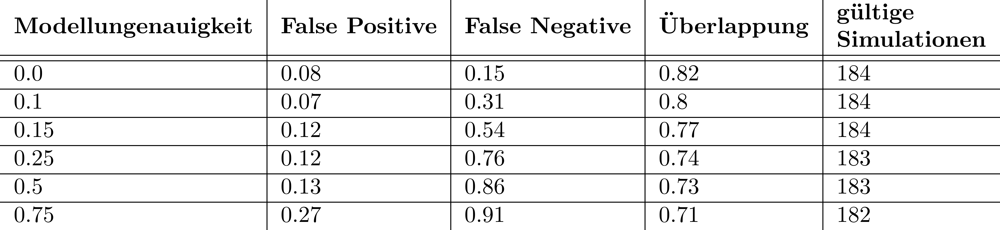 Modellungenauigkeit False Positive False Negative Überlappung gültige
Simulationen
0.0 0.08 0.15 0.82 184
0.1 0.07 0.31 0.8 184
0.15 0.12 0.54 0.77 184
0.25 0.12 0.76 0.74 183
0.5 0.13 0.86 0.73 183
0.75 0.27 0.91 0.71 182